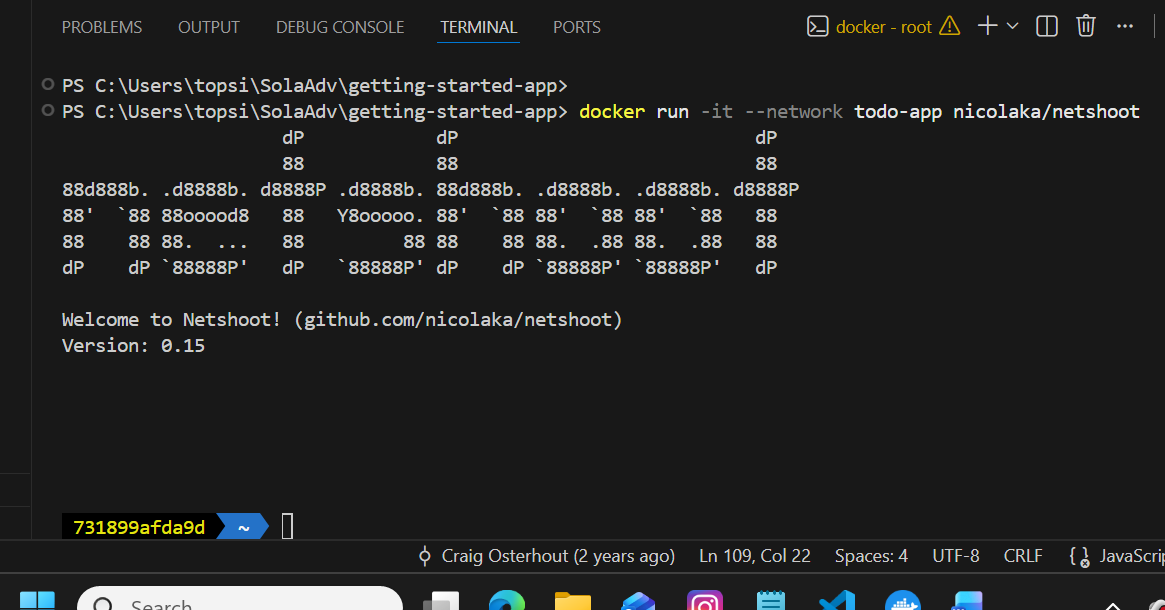 PROBLEMS OUTPUT DEBUG CONSOLE TERMINAL PORTS docker - root
PS C:\Users\topsi\SolaAdv\getting-started-app>
PS C:\Users\topsi\SolaAdv\getting-started-app> docker run -it --network todo-app nicolaka/netshoot
                    dP            dP                           dP
                    88            88                           88
88d888b. .d8888b. d8888P .d8888b. 88d888b. .d8888b. .d8888b. d8888P
88'  `88 88ooood8   88   Y8ooooo. 88'  `88 88'  `88 88'  `88   88
88    88 88.  ...   88         88 88    88 88.  .88 88.  .88   88
dP    dP `88888P'   dP   `88888P' dP    dP `88888P' `88888P'   dP
Welcome to Netshoot! (github.com/nicolaka/netshoot)
Version: 0.15
731899afda9d ~
Craig Osterhout (2 years ago) Ln 109, Col 22 Spaces: 4 UTF-8 CRLF {} JavaScrip
Search